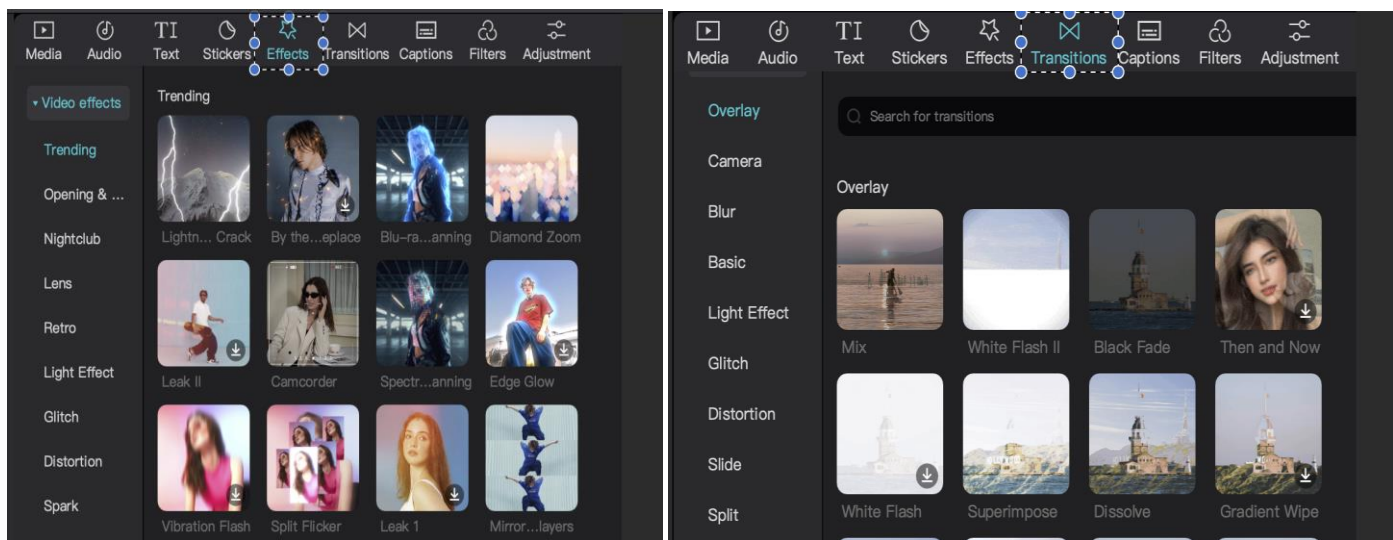 Media Audio Text Stickers Effects Transitions Captions Filters Adjustment
Video effects
Trending
Opening & ...
Nightclub
Lens
Retro
Light Effect
Glitch
Distortion
Spark
Trending
Lightn... Crack By the...eplace Blu-ra...anning Diamond Zoom
Leak II Camcorder Spectr...anning Edge Glow
Vibration Flash Split Flicker Leak 1 Mirror...layers
Media Audio Text Stickers Effects Transitions Captions Filters Adjustment
Overlay
Camera
Blur
Basic
Light Effect
Glitch
Distortion
Slide
Split
Search for transitions
Overlay
Mix White Flash II Black Fade Then and Now
White Flash Superimpose Dissolve Gradient Wipe